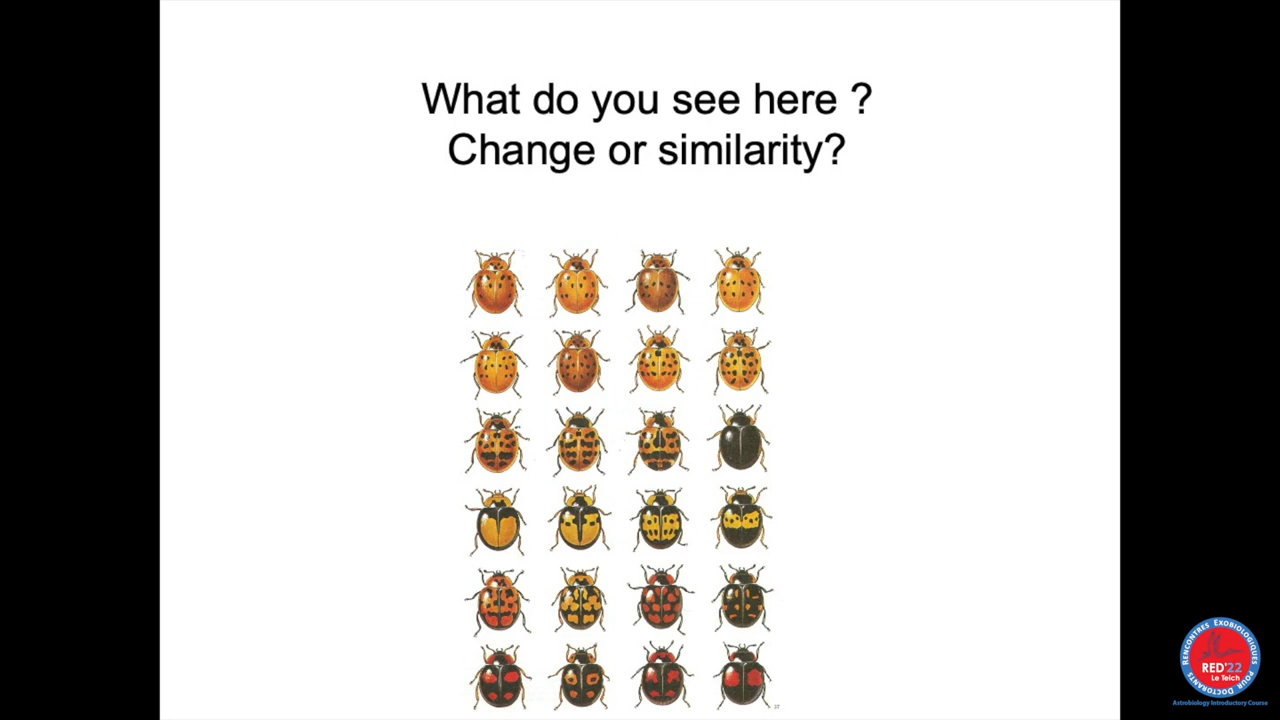 What do you see here ?
Change or similarity?
37
RENCONTRES EXOBIOLOGIQUES POUR DOCTORANTS
RED'22
Le Teich
Astrobiology Introductory Course